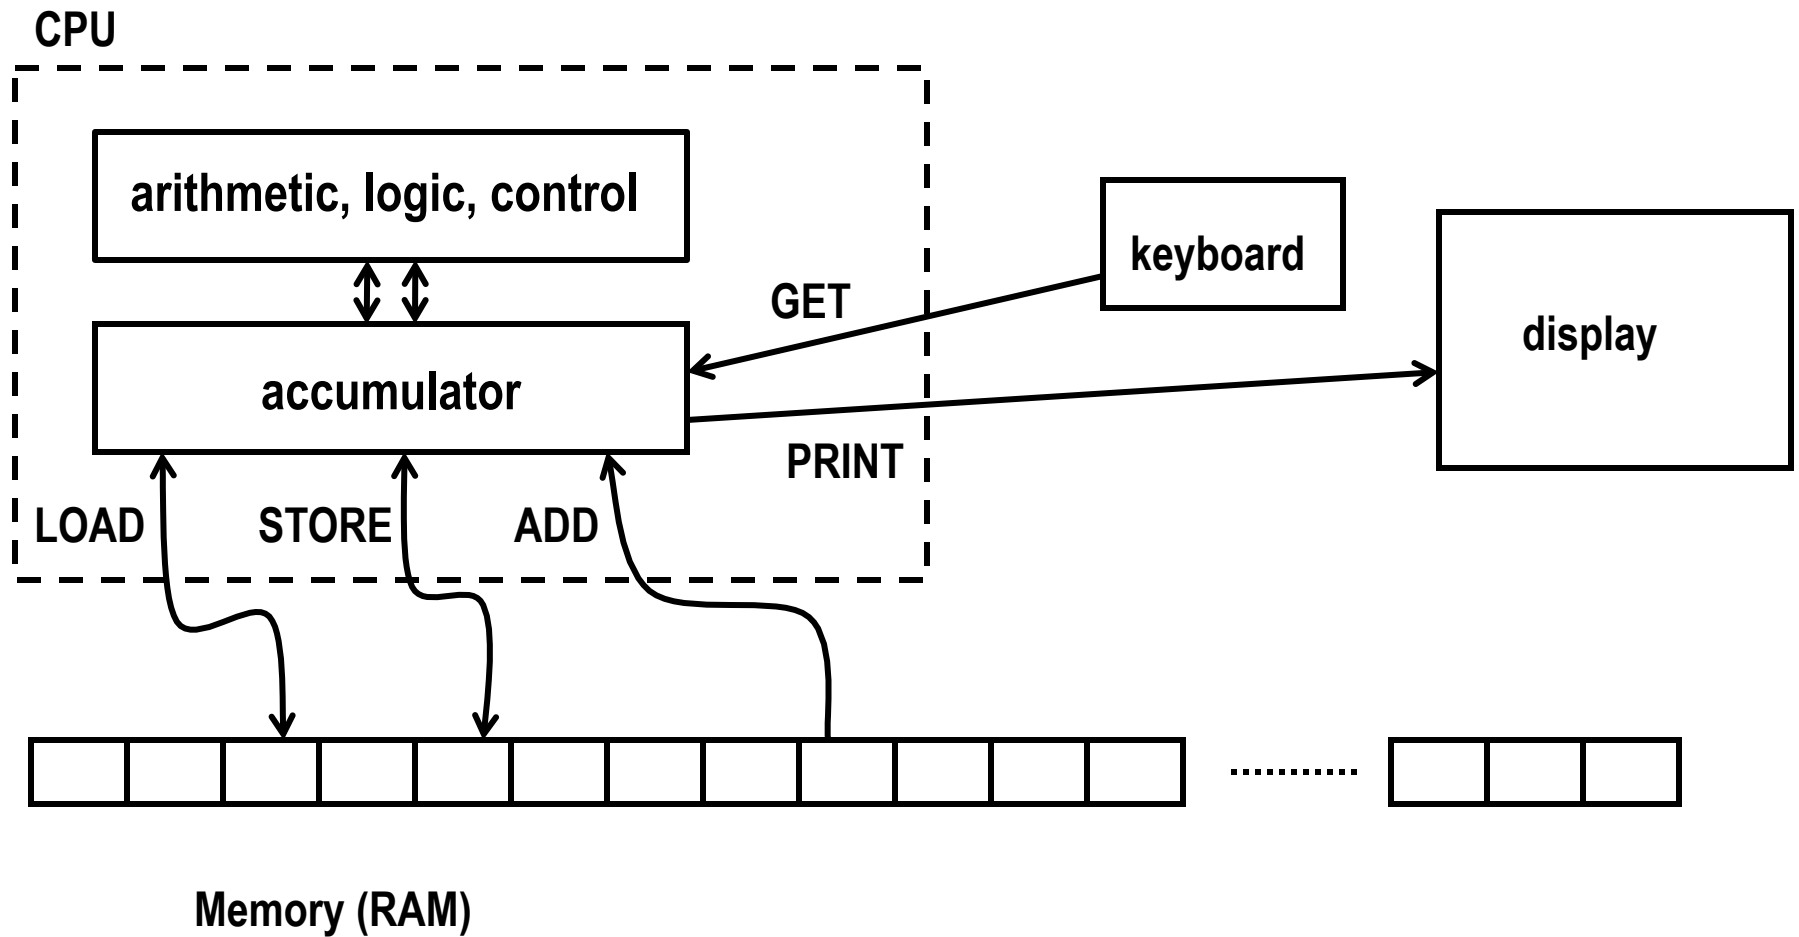 CPU
arithmetic, logic, control
keyboard
GET
display
accumulator
PRINT
LOAD
STORE
ADD
Memory (RAM)